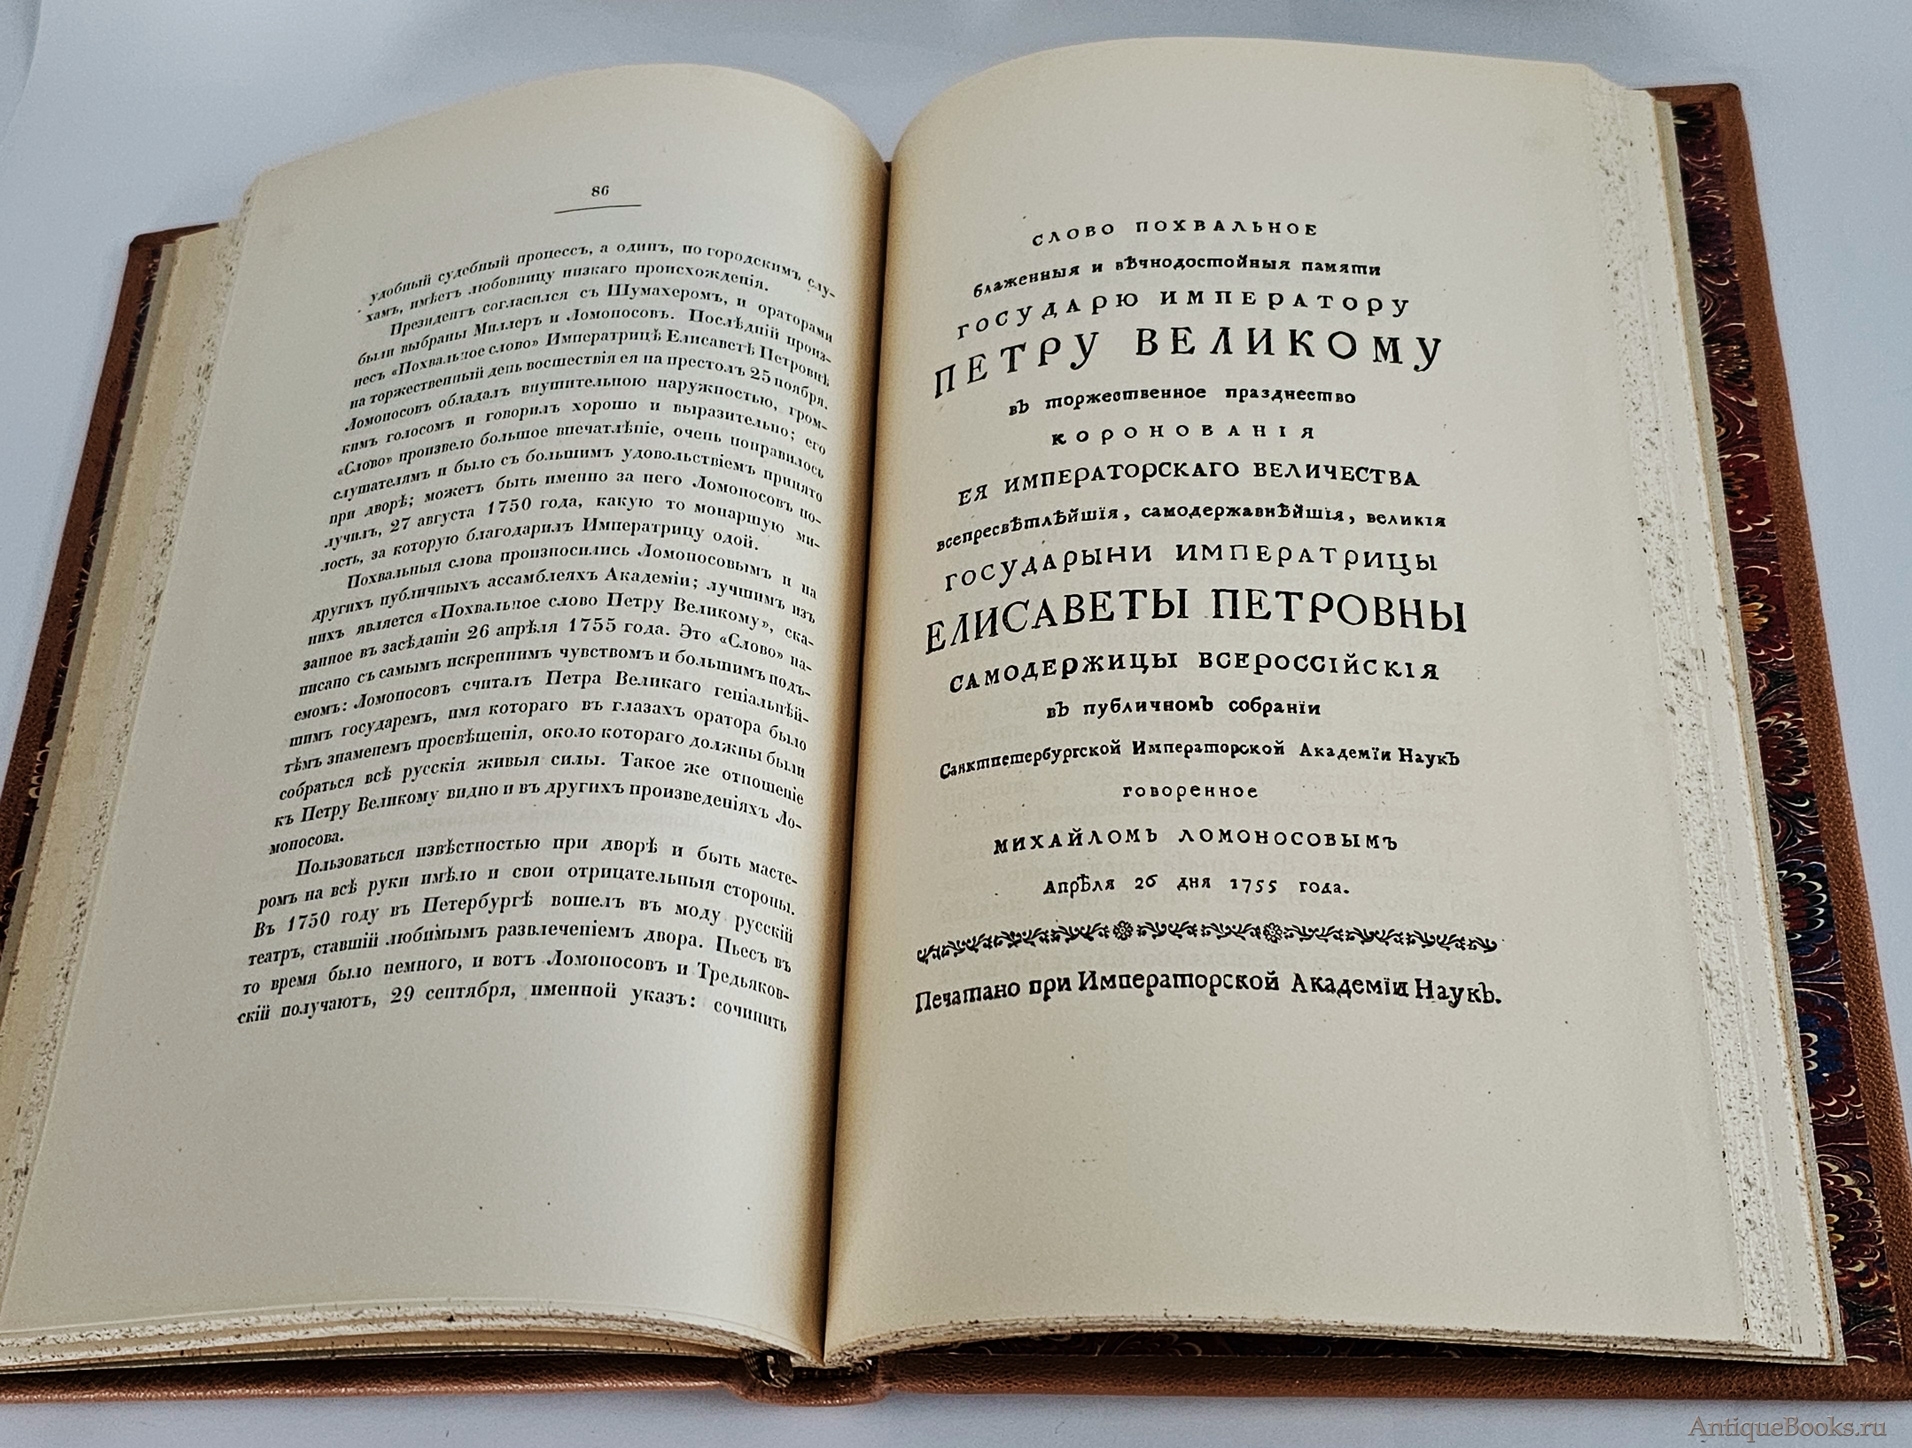 86
удобный судебный процессъ, а одинъ, по городскимъ слу-
хамъ, имѣетъ любовницу низкаго происхожденія.
Президентъ согласился съ Шумахеромъ, и ораторами
были выбраны Миллеръ и Ломоносовъ. Послѣдній произ-
несъ «Похвальное слово» Императрицѣ Елисаветѣ Петровнѣ
на торжественный день восшествія ея на престолъ 25 ноября.
Ломоносовъ обладалъ внушительною наружностью, гром-
кимъ голосомъ и говорилъ хорошо и выразительно; его
«Слово» произвело большое впечатлѣніе, очень понравилось
слушателямъ и было съ большимъ удовольствіемъ принято
при дворѣ; можетъ быть именно за него Ломоносовъ по-
лучилъ, 27 августа 1750 года, какую то монаршую ми-
лость, за которую благодарилъ Императрицу одой.
Похвальныя слова произносились Ломоносовымъ и на
другихъ публичныхъ ассамблеяхъ Академіи; лучшимъ изъ
нихъ является «Похвальное слово Петру Великому», ска-
занное въ засѣданіи 26 апрѣля 1755 года. Это «Слово» на-
писано съ самымъ искреннимъ чувствомъ и большимъ подъ-
емомъ: Ломоносовъ считалъ Петра Великаго геніальнѣй-
шимъ государемъ, имя котораго въ глазахъ оратора было
тѣмъ знаменемъ просвѣщенія, около котораго должны были
собраться всѣ русскія живыя силы. Такое же отношеніе
къ Петру Великому видно и въ другихъ произведеніяхъ Ло-
моносова.
Пользоваться извѣстностью при дворѣ и быть масте-
ромъ на всѣ руки имѣло и свои отрицательныя стороны.
Въ 1750 году въ Петербургѣ вошелъ въ моду русскій
театръ, ставшій любимымъ развлеченіемъ двора. Пьесъ въ
то время было немного, и вотъ Ломоносовъ и Тредьяков-
скій получаютъ, 29 сентября, именной указъ: сочинить
СЛОВО ПОХВАЛЬНОЕ
блаженныя и вѣчнодостойныя памяти
ГОСУДАРЮ ИМПЕРАТОРУ
ПЕТРУ ВЕЛИКОМУ
въ торжественное празднество
КОРОНОВАНІЯ
ЕЯ ИМПЕРАТОРСКАГО ВЕЛИЧЕСТВА
всепресвѣтлѣйшія, самодержавнѣйшія, великія
ГОСУДАРЫНИ ИМПЕРАТРИЦЫ
ЕЛИСАВЕТЫ ПЕТРОВНЫ
САМОДЕРЖИЦЫ ВСЕРОССІЙСКІЯ
въ публичномъ собраніи
Санктпетербургской Императорской Академїи Наукъ
говоренное
МИХАЙЛОМЪ ЛОМОНОСОВЫМЪ
Апрѣля 26 дня 1755 года.
Печатано при Императорской Академїи Наукъ.
AntiqueBooks.ru